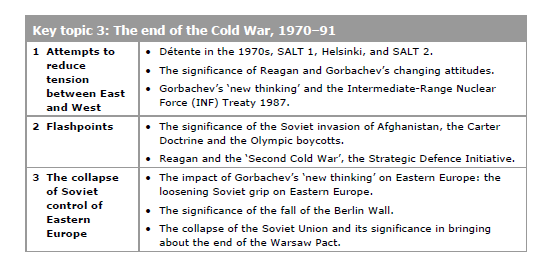 Key topic 3: The end of the Cold War, 1970–91
1 Attempts to
reduce
tension
between East
and West
• Détente in the 1970s, SALT 1, Helsinki, and SALT 2.
• The significance of Reagan and Gorbachev's changing attitudes.
• Gorbachev's 'new thinking' and the Intermediate-Range Nuclear
Force (INF) Treaty 1987.
2 Flashpoints
• The significance of the Soviet invasion of Afghanistan, the Carter
Doctrine and the Olympic boycotts.
• Reagan and the 'Second Cold War', the Strategic Defence Initiative.
3 The collapse
of Soviet
control of
Eastern
Europe
• The impact of Gorbachev's 'new thinking' on Eastern Europe: the
loosening Soviet grip on Eastern Europe.
• The significance of the fall of the Berlin Wall.
• The collapse of the Soviet Union and its significance in bringing
about the end of the Warsaw Pact.